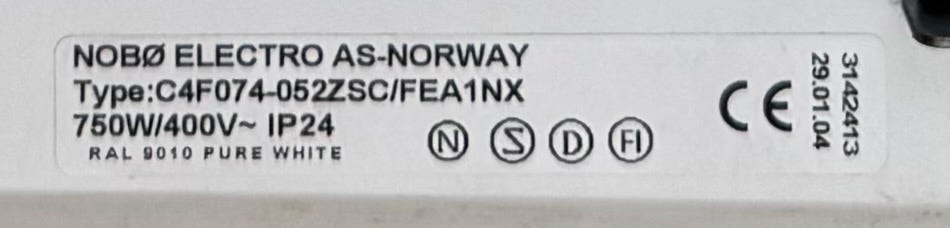 NOBØ ELECTRO AS-NORWAY
Type:C4F074-052ZSC/FEA1NX
750W/400V~ IP24
RAL 9010 PURE WHITE
N S D FI
CE
3142413
29.01.04